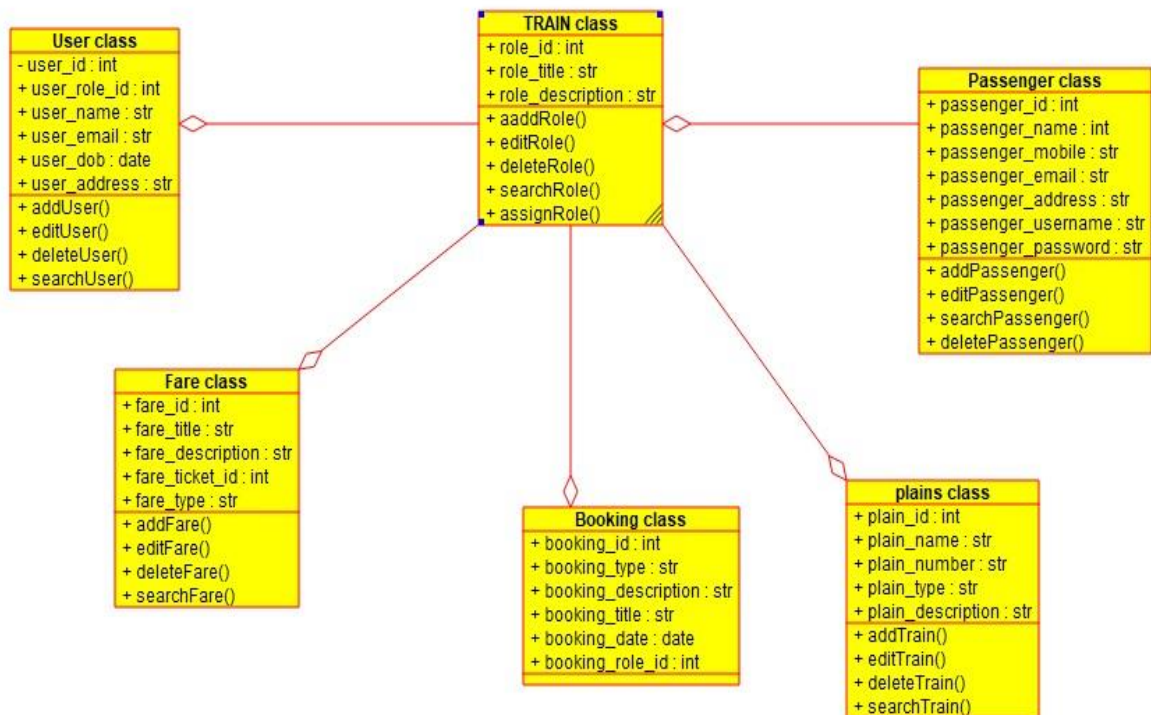 User class
- user_id : int
+ user_role_id : int
+ user_name : str
+ user_email : str
+ user_dob : date
+ user_address : str
+ addUser()
+ editUser()
+ deleteUser()
+ searchUser()
TRAIN class
+ role_id : int
+ role_title : str
+ role_description : str
+ aaddRole()
+ editRole()
+ deleteRole()
+ searchRole()
+ assignRole()
Passenger class
+ passenger_id : int
+ passenger_name : int
+ passenger_mobile : str
+ passenger_email : str
+ passenger_address : str
+ passenger_username : str
+ passenger_password : str
+ addPassenger()
+ editPassenger()
+ searchPassenger()
+ deletePassenger()
Fare class
+ fare_id : int
+ fare_title : str
+ fare_description : str
+ fare_ticket_id : int
+ fare_type : str
+ addFare()
+ editFare()
+ deleteFare()
+ searchFare()
Booking class
+ booking_id : int
+ booking_type : str
+ booking_description : str
+ booking_title : str
+ booking_date : date
+ booking_role_id : int
plains class
+ plain_id : int
+ plain_name : str
+ plain_number : str
+ plain_type : str
+ plain_description : str
+ addTrain()
+ editTrain()
+ deleteTrain()
+ searchTrain()